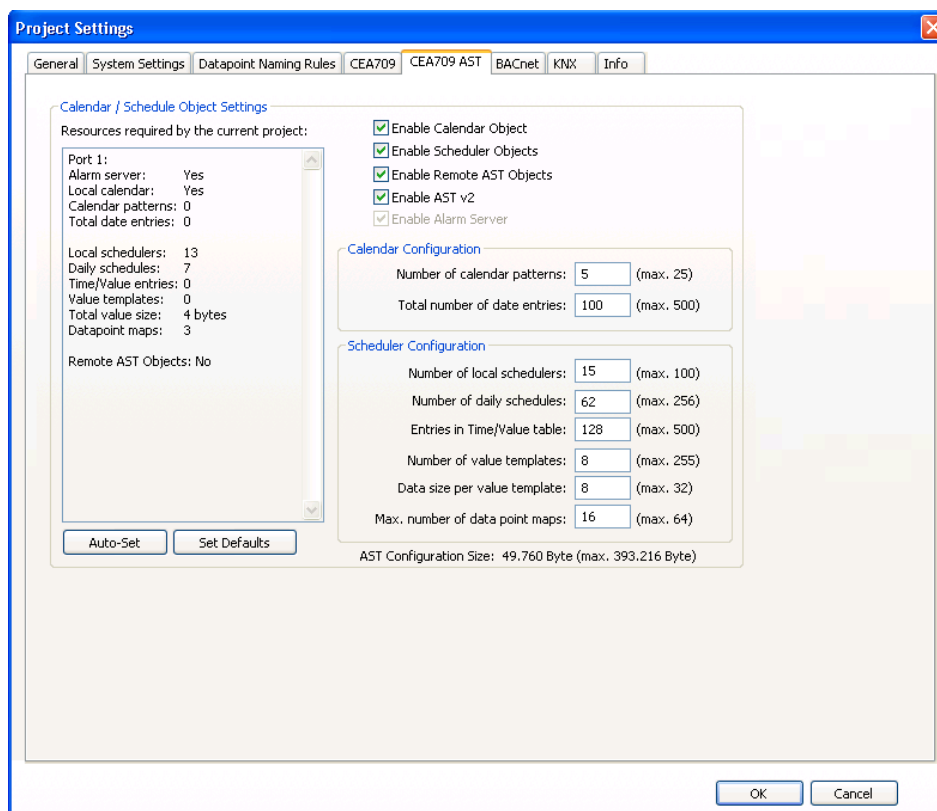 Project Settings
General System Settings Datapoint Naming Rules CEA709 CEA709 AST BACnet KNX Info
Calendar / Schedule Object Settings
Resources required by the current project:
Port 1:
Alarm server: Yes
Local calendar: Yes
Calendar patterns: 0
Total date entries: 0
Local schedulers: 13
Daily schedules: 7
Time/Value entries: 0
Value templates: 0
Total value size: 4 bytes
Datapoint maps: 3
Remote AST Objects: No
Auto-Set Set Defaults
Enable Calendar Object
Enable Scheduler Objects
Enable Remote AST Objects
Enable AST v2
Enable Alarm Server
Calendar Configuration
Number of calendar patterns: 5 (max. 25)
Total number of date entries: 100 (max. 500)
Scheduler Configuration
Number of local schedulers: 15 (max. 100)
Number of daily schedules: 62 (max. 256)
Entries in Time/Value table: 128 (max. 500)
Number of value templates: 8 (max. 255)
Data size per value template: 8 (max. 32)
Max. number of data point maps: 16 (max. 64)
AST Configuration Size: 49.760 Byte (max. 393.216 Byte)
OK Cancel